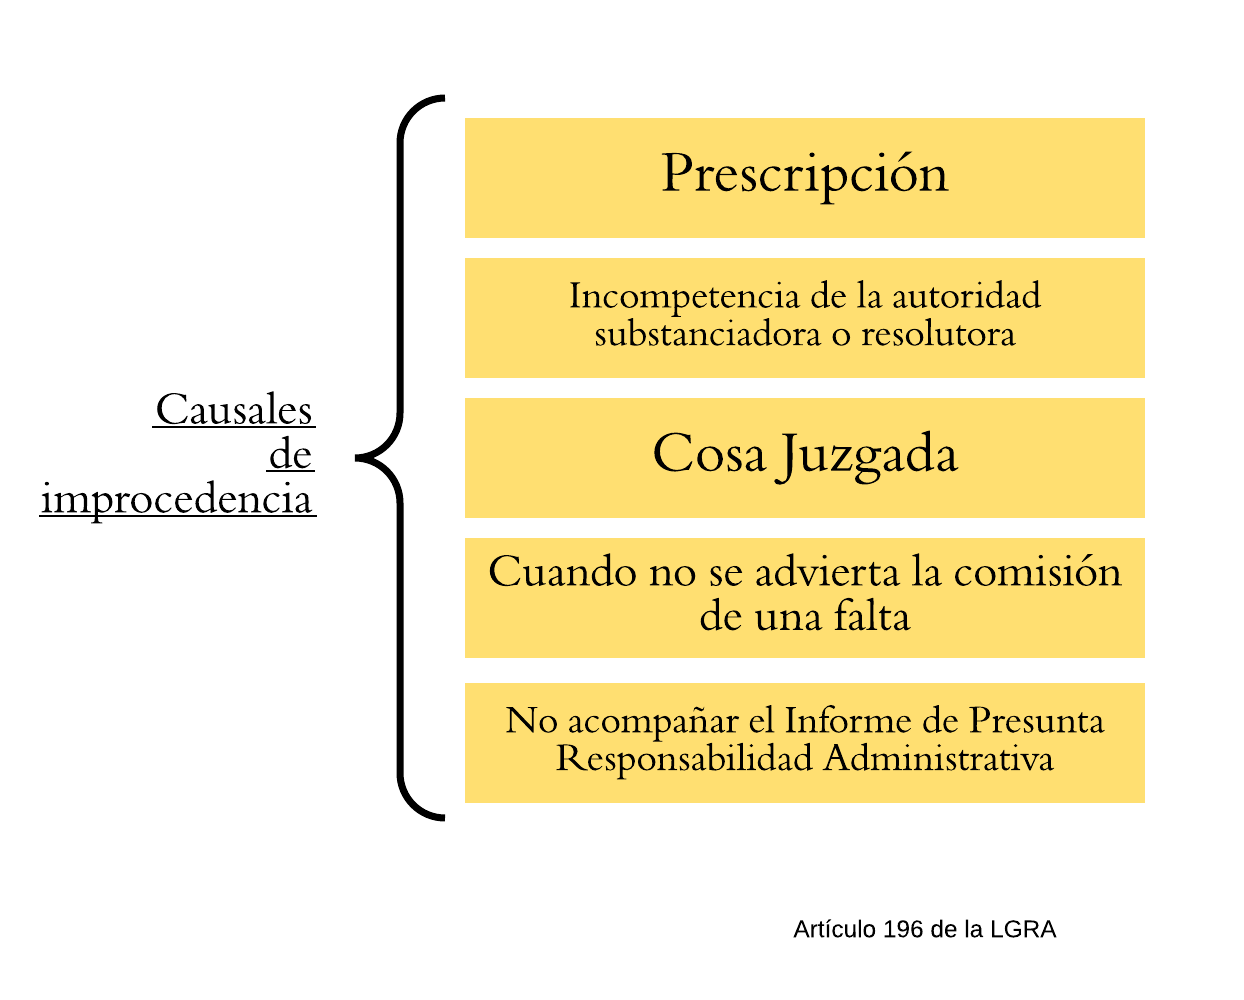 Causales
de
improcedencia
Prescripción
Incompetencia de la autoridad
substanciadora o resolutora
Cosa Juzgada
Cuando no se advierta la comisión
de una falta
No acompañar el Informe de Presunta
Responsabilidad Administrativa
Artículo 196 de la LGRA